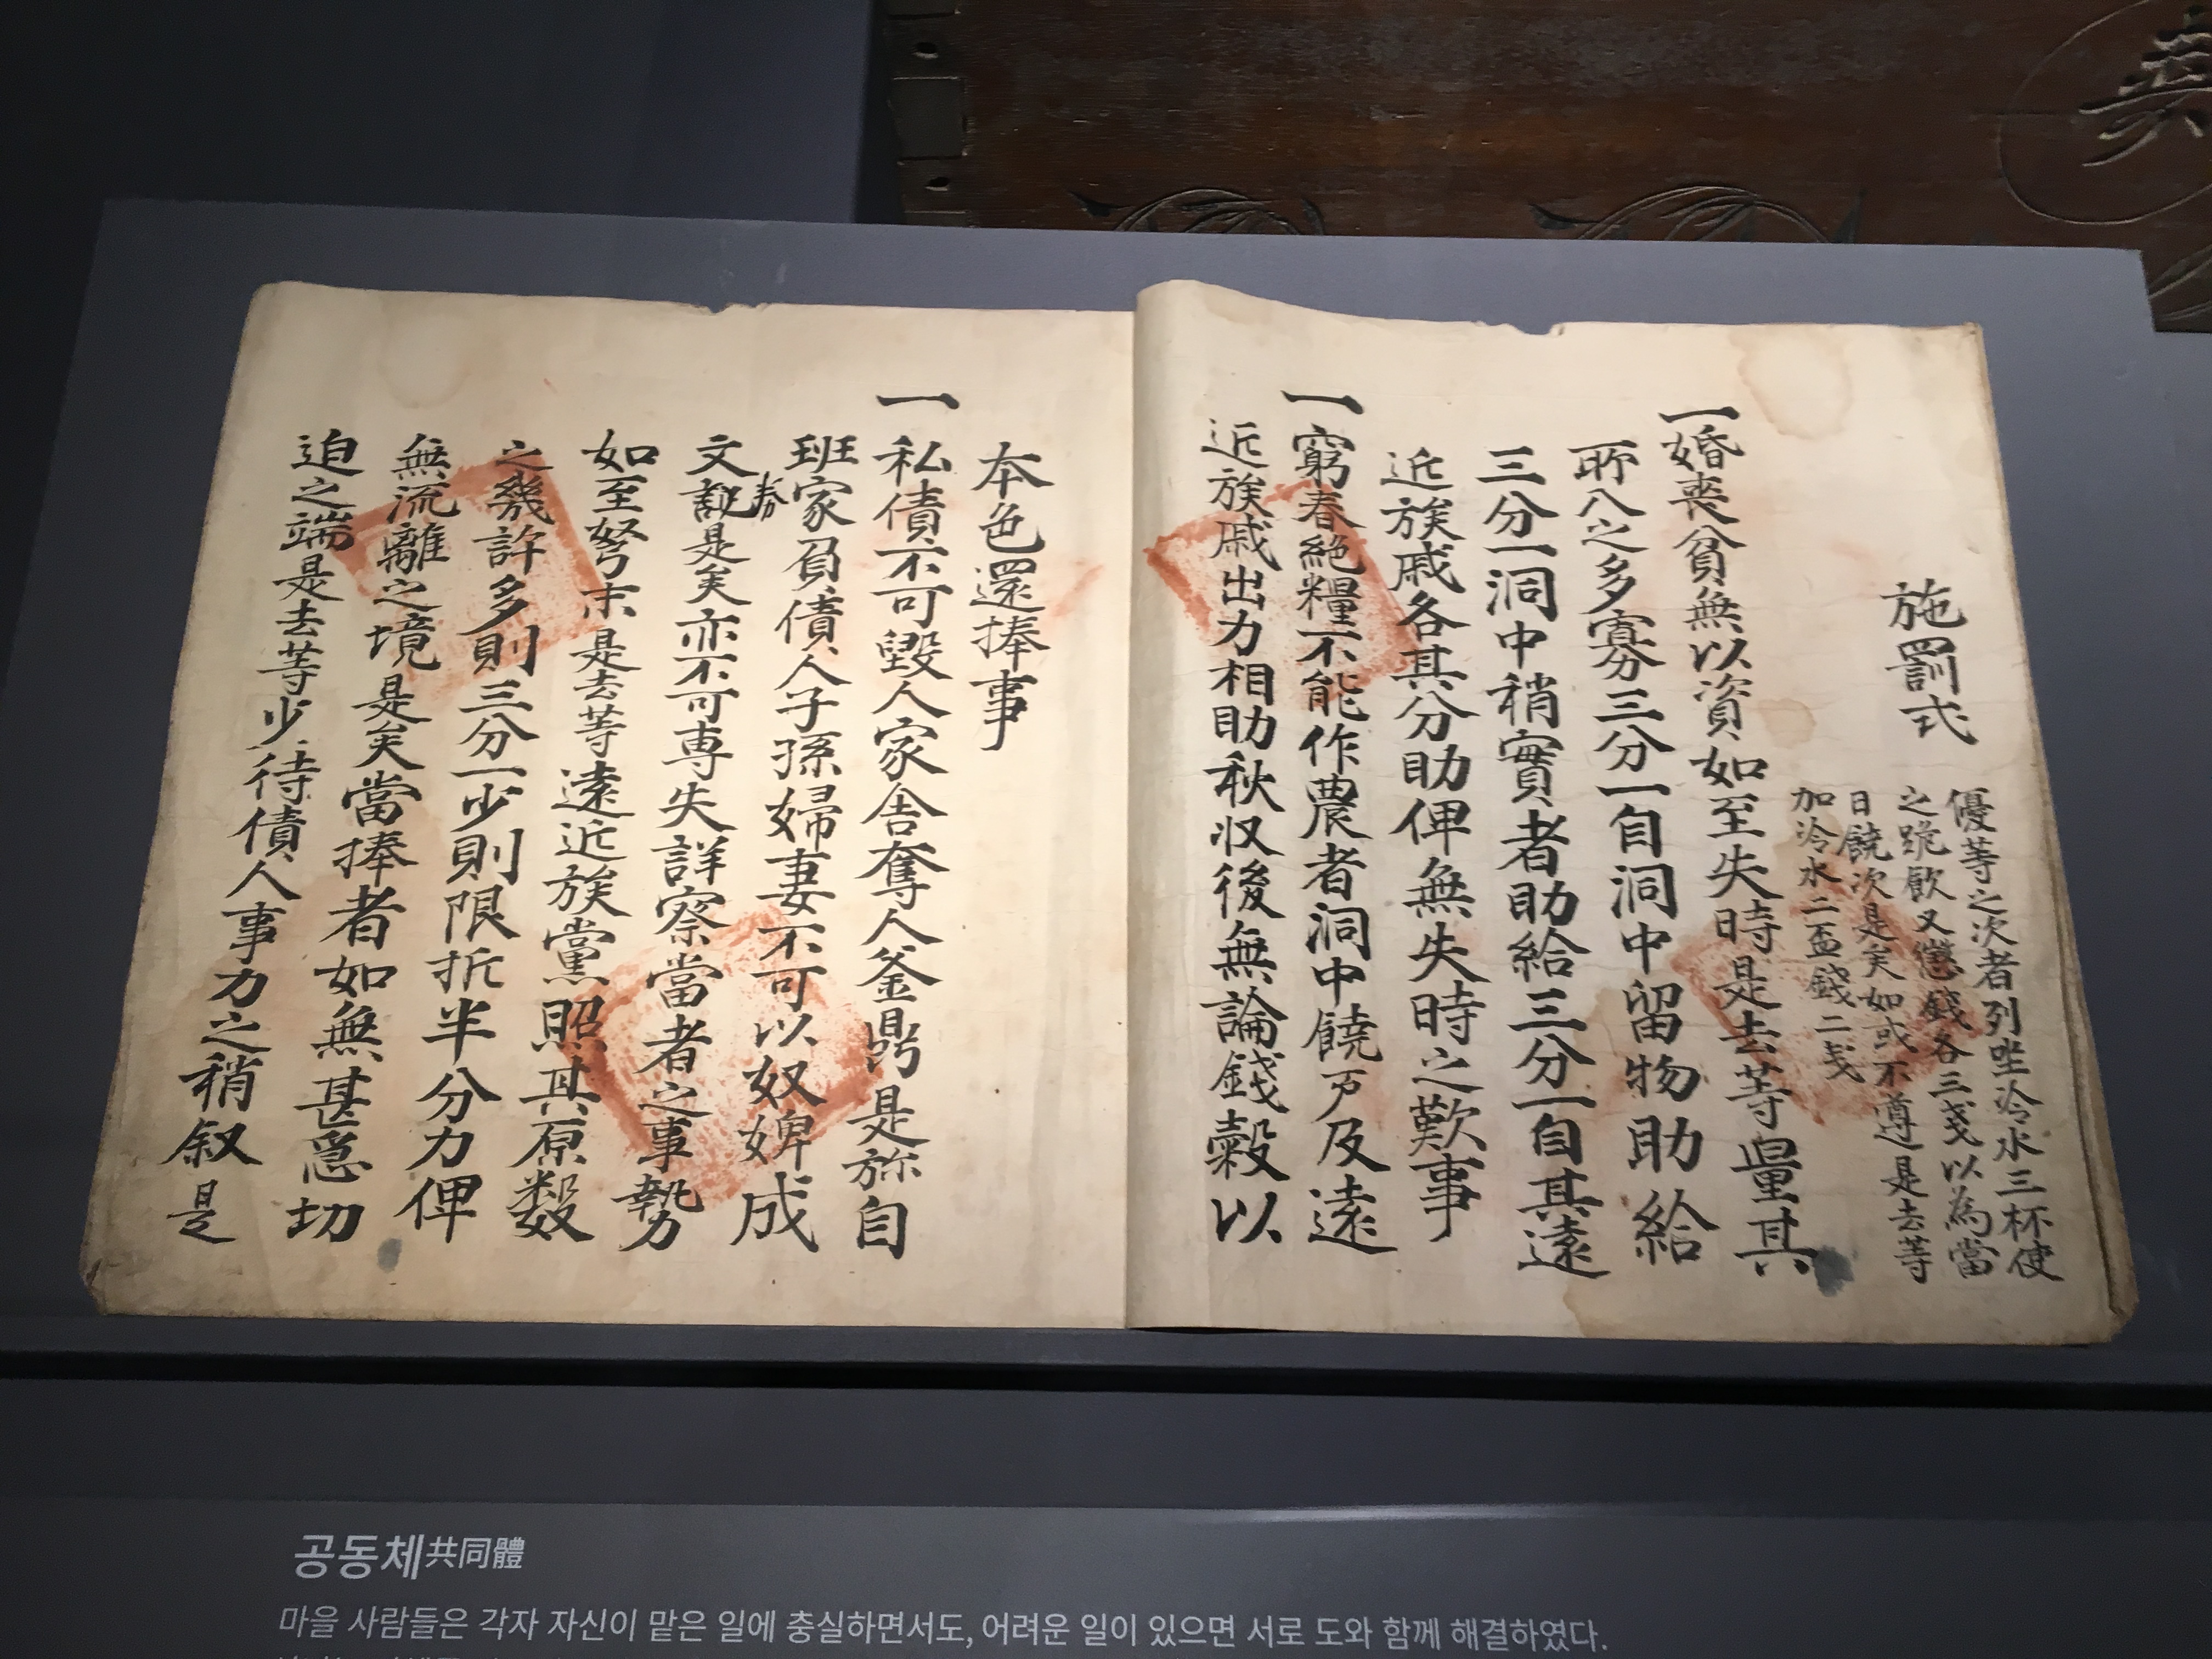 施罰式
優等之次者列坐冷水三杯使
之跪飮又懲錢各三戔以為當
日饒次是矣如或不遵是去等
加冷水二盃錢二戔
一婚喪貧無以資如至失時是去等量其
所入之多寡分三分一自洞中留物助給
三分一洞中稍實者助給三分一自其遠
近族戚各其分助俾無失時之歎事
一窮春絶糧不能作農者洞中饒戶及遠
近族戚出力相助秋収後無論錢穀以
本色還捧事
一私債不可毀人家舍奪人釜鼎是旀自
班家負債人子孫婦妻不可以奴婢成
文券是矣亦不可專失詳察當者之事勢
如至弩末是去等遠近族黨照其原数
之幾許多則三分一少則限折半分力俾
無流離之境是矣當捧者如無甚急切
迫之端是去等少待債人事力之稍叙是
공동체共同體
마을 사람들은 각자 자신이 맡은 일에 충실하면서도, 어려운 일이 있으면 서로 도와 함께 해결하였다.